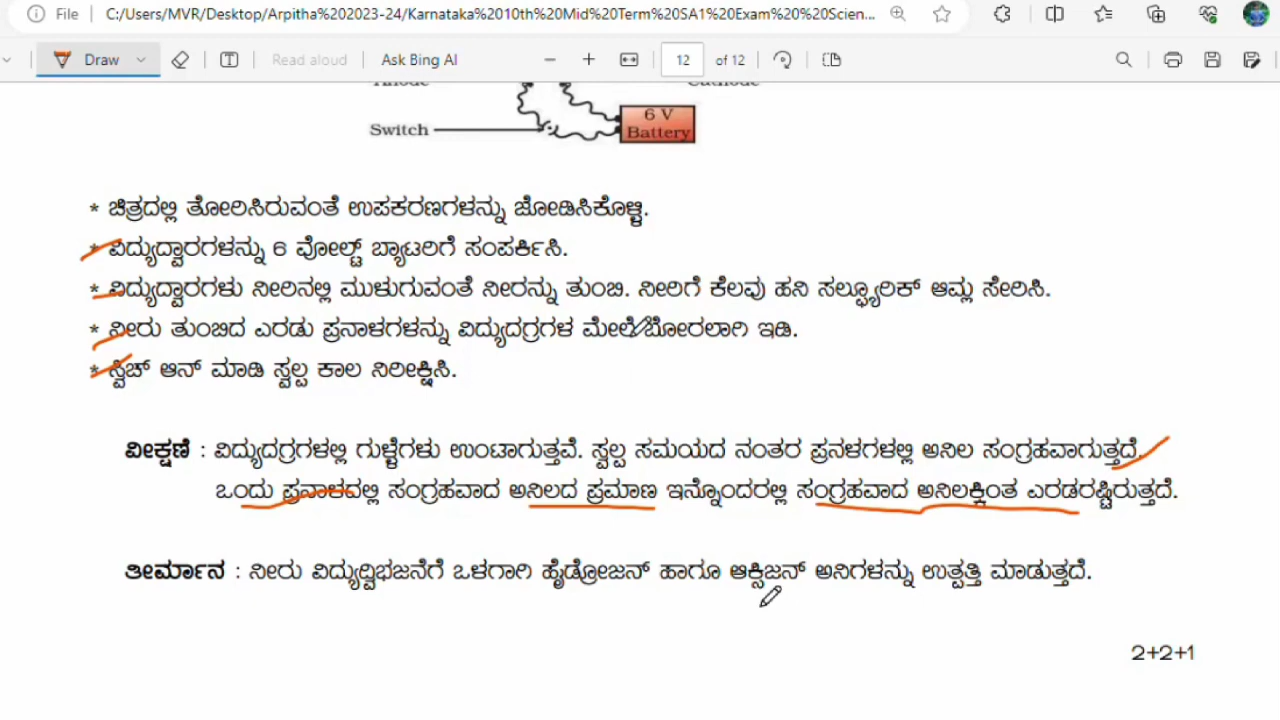 File C:/Users/MVR/Desktop/Arpitha%202023-24/Karnataka%2010th%20Mid%20Term%20SA1%20Exam%20%20Scien...
Draw Read aloud Ask Bing AI 12 of 12
Anode Cathode
6 V
Switch Battery
* ಚಿತ್ರದಲ್ಲಿ ತೋರಿಸಿರುವಂತೆ ಉಪಕರಣಗಳನ್ನು ಜೋಡಿಸಿಕೊಳ್ಳಿ.
* ವಿದ್ಯುದ್ವಾರಗಳನ್ನು 6 ವೋಲ್ಟ್ ಬ್ಯಾಟರಿಗೆ ಸಂಪರ್ಕಿಸಿ.
* ವಿದ್ಯುದ್ವಾರಗಳು ನೀರಿನಲ್ಲಿ ಮುಳುಗುವಂತೆ ನೀರನ್ನು ತುಂಬಿ. ನೀರಿಗೆ ಕೆಲವು ಹನಿ ಸಲ್ಫ್ಯೂರಿಕ್ ಆಮ್ಲ ಸೇರಿಸಿ.
* ನೀರು ತುಂಬಿದ ಎರಡು ಪ್ರನಾಳಗಳನ್ನು ವಿದ್ಯುದಗ್ರಗಳ ಮೇಲೆ ಬೋರಲಾಗಿ ಇಡಿ.
* ಸ್ವಿಚ್ ಆನ್ ಮಾಡಿ ಸ್ವಲ್ಪ ಕಾಲ ನಿರೀಕ್ಷಿಸಿ.
ವೀಕ್ಷಣೆ : ವಿದ್ಯುದಗ್ರಗಳಲ್ಲಿ ಗುಳ್ಳೆಗಳು ಉಂಟಾಗುತ್ತವೆ. ಸ್ವಲ್ಪ ಸಮಯದ ನಂತರ ಪ್ರನಳಗಳಲ್ಲಿ ಅನಿಲ ಸಂಗ್ರಹವಾಗುತ್ತದೆ.
ಒಂದು ಪ್ರನಾಳದಲ್ಲಿ ಸಂಗ್ರಹವಾದ ಅನಿಲದ ಪ್ರಮಾಣ ಇನ್ನೊಂದರಲ್ಲಿ ಸಂಗ್ರಹವಾದ ಅನಿಲಕ್ಕಿಂತ ಎರಡರಷ್ಟಿರುತ್ತದೆ.
ತೀರ್ಮಾನ : ನೀರು ವಿದ್ಯುದ್ವಿಭಜನೆಗೆ ಒಳಗಾಗಿ ಹೈಡ್ರೋಜನ್ ಹಾಗೂ ಆಕ್ಸಿಜನ್ ಅನಿಗಳನ್ನು ಉತ್ಪತ್ತಿ ಮಾಡುತ್ತದೆ.
2+2+1